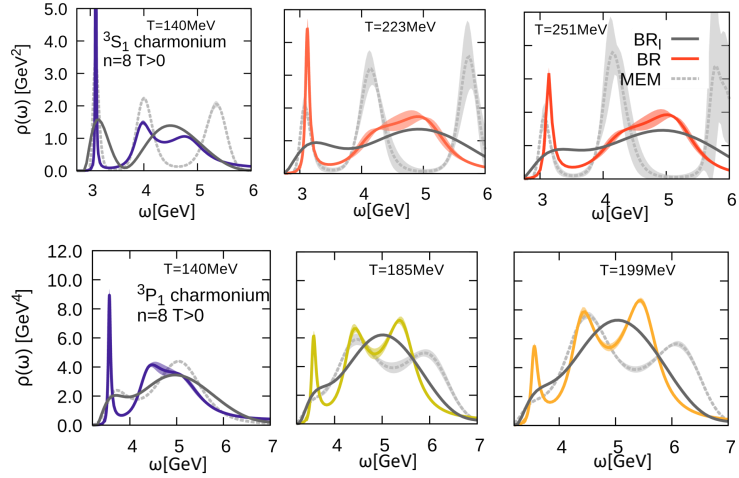 5.0
4.0
3.0
2.0
1.0
0.0
ρ(ω) [GeV²]
T=140MeV
³S₁ charmonium
n=8 T>0
3 4 5 6
ω[GeV]
T=223MeV
3 4 5 6
ω[GeV]
T=251MeV
BR_l
BR
MEM
3 4 5 6
ω[GeV]
12.0
10.0
8.0
6.0
4.0
2.0
0.0
ρ(ω) [GeV⁴]
T=140MeV
³P₁ charmonium
n=8 T>0
4 5 6 7
ω[GeV]
T=185MeV
4 5 6 7
ω[GeV]
T=199MeV
4 5 6 7
ω[GeV]